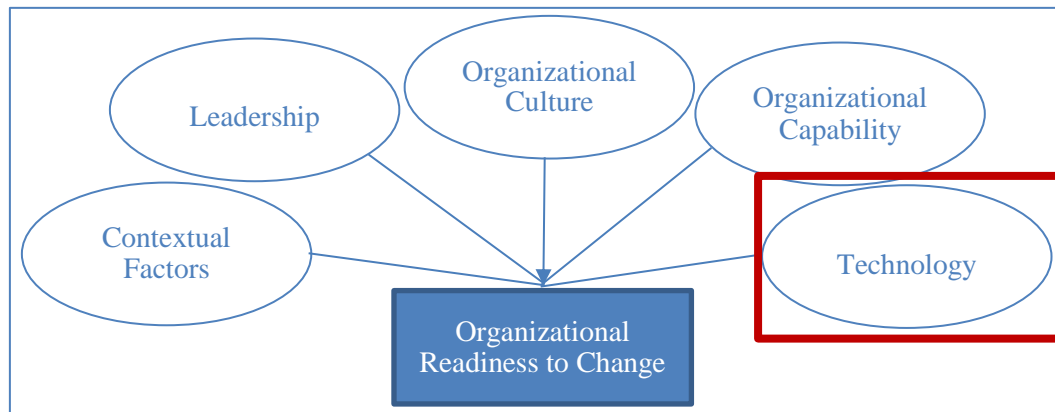 Organizational
Culture
Leadership
Organizational
Capability
Contextual
Factors
Technology
Organizational
Readiness to Change